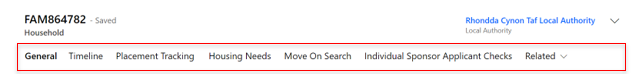 FAM864782 - Saved
Household
Rhondda Cynon Taf Local Authority
Local Authority
General Timeline Placement Tracking Housing Needs Move On Search Individual Sponsor Applicant Checks Related